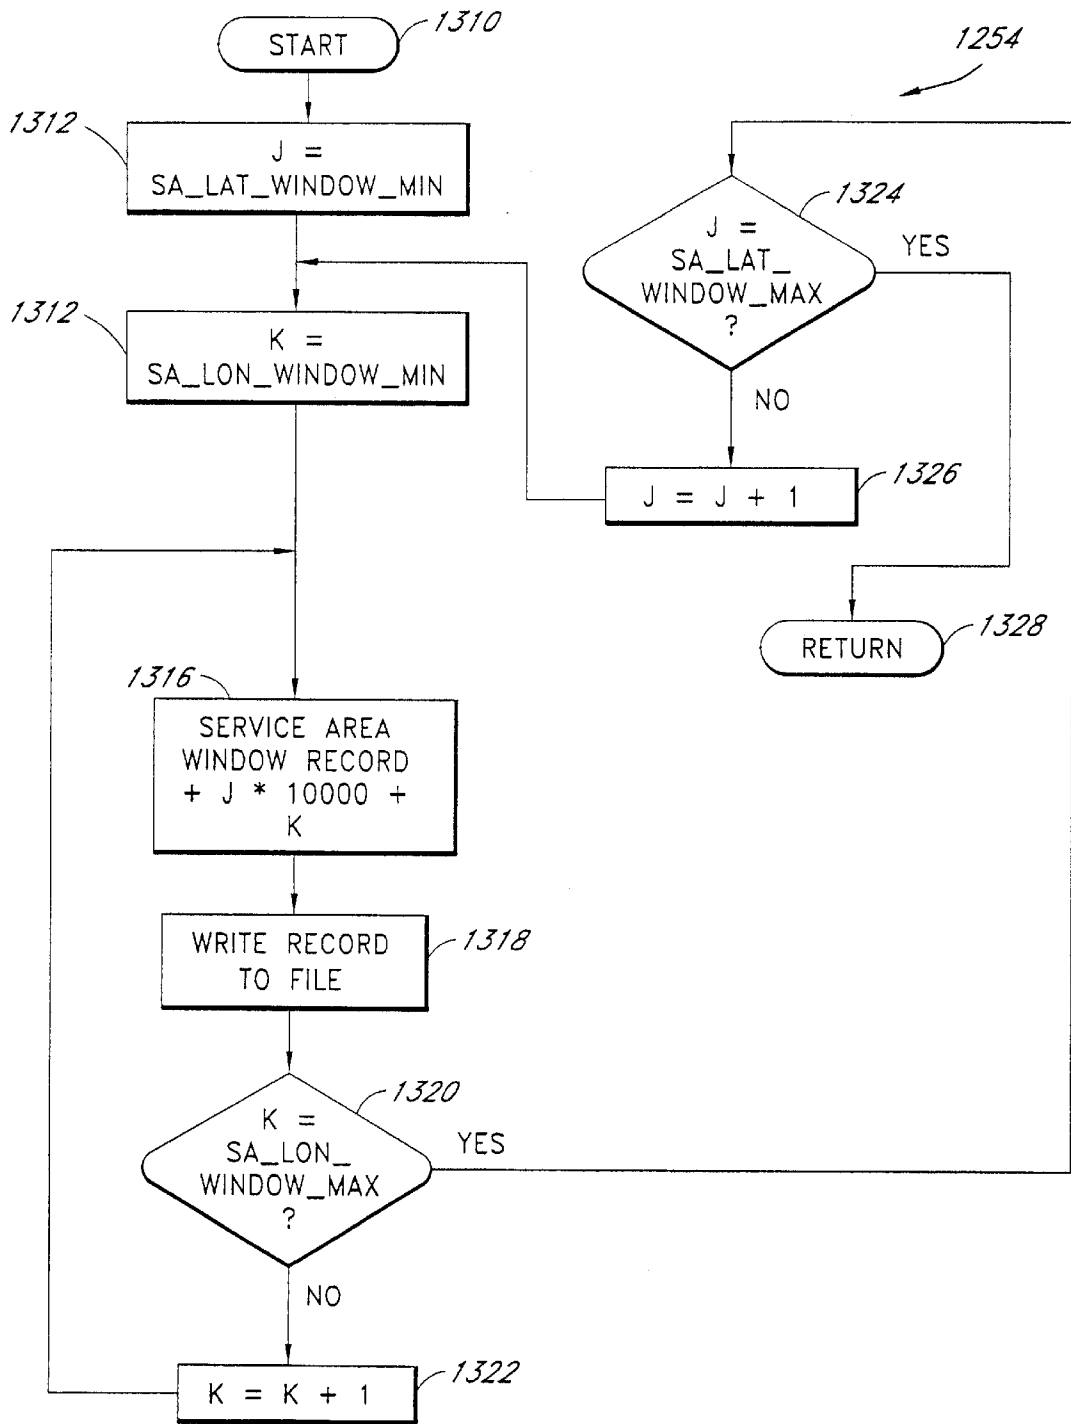 1310
START
1254
1312
J =
SA_LAT_WINDOW_MIN
1324
J =
SA_LAT_
WINDOW_MAX
?
YES
NO
1312
K =
SA_LON_WINDOW_MIN
1326
J = J + 1
1328
RETURN
1316
SERVICE AREA
WINDOW RECORD
+ J * 10000 +
K
1318
WRITE RECORD
TO FILE
1320
K =
SA_LON_
WINDOW_MAX
?
YES
NO
1322
K = K + 1